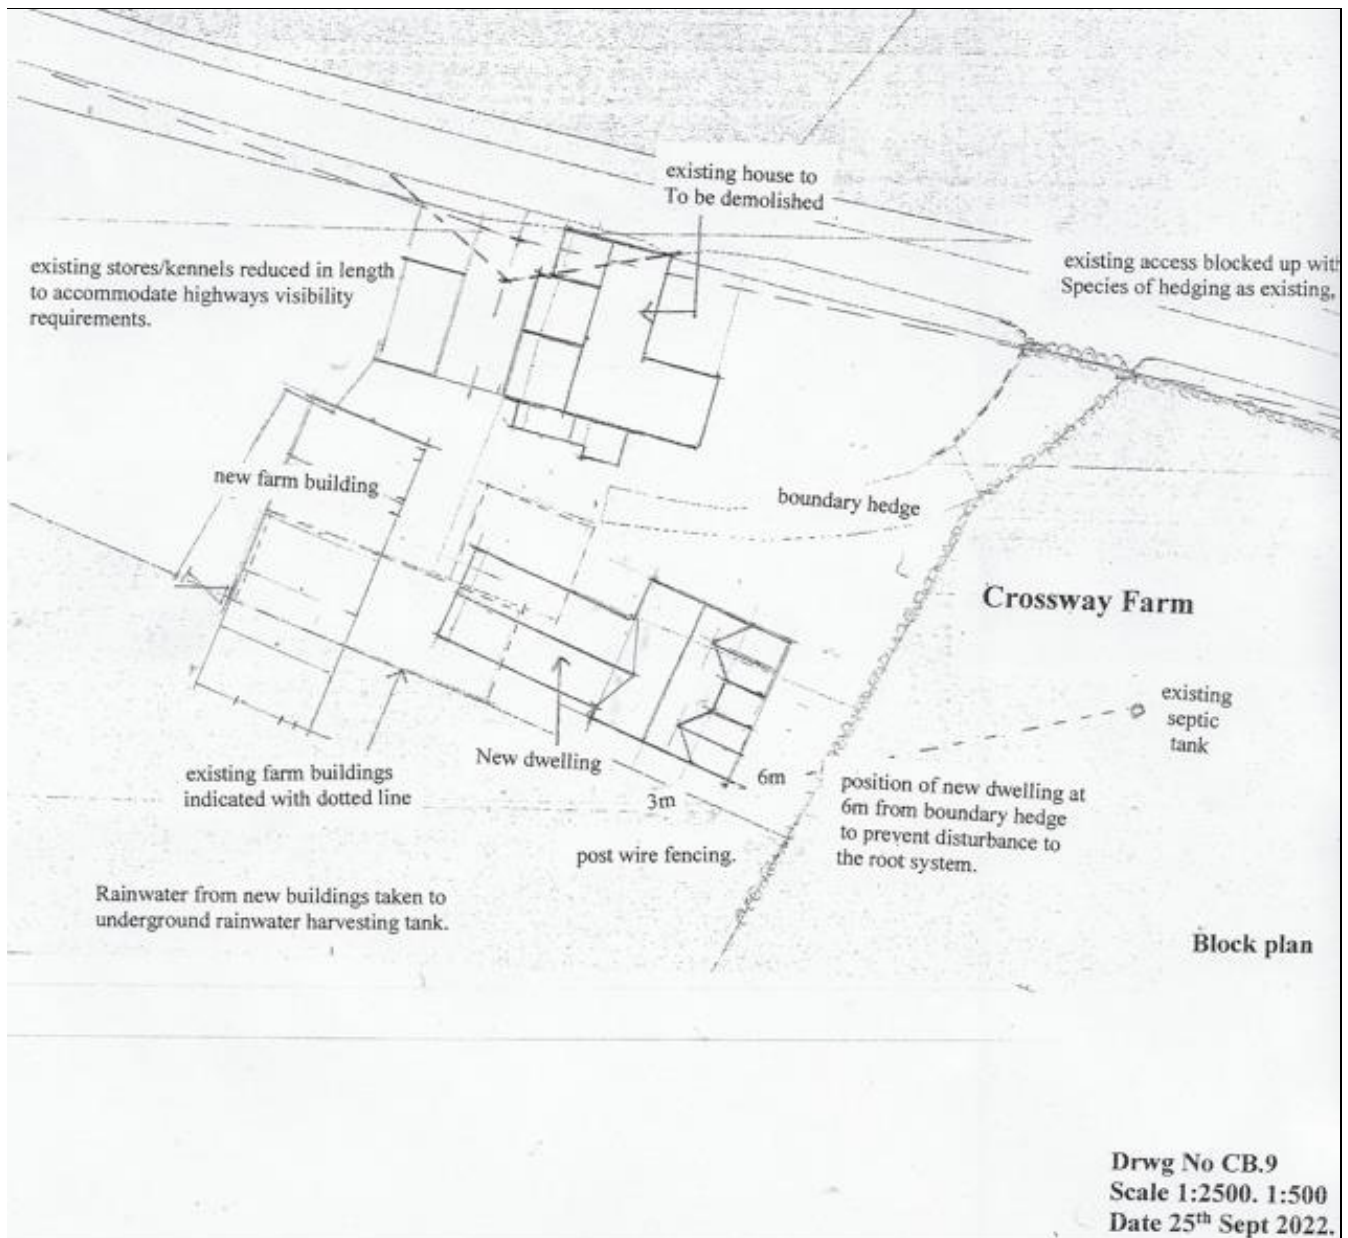 existing house to
To be demolished
existing stores/kennels reduced in length
to accommodate highways visibility
requirements.
existing access blocked up with
Species of hedging as existing,
new farm building
boundary hedge
Crossway Farm
existing
septic
tank
New dwelling
6m
3m
existing farm buildings
indicated with dotted line
position of new dwelling at
6m from boundary hedge
to prevent disturbance to
the root system.
post wire fencing.
Rainwater from new buildings taken to
underground rainwater harvesting tank.
Block plan
Drwg No CB.9
Scale 1:2500. 1:500
Date 25th Sept 2022.